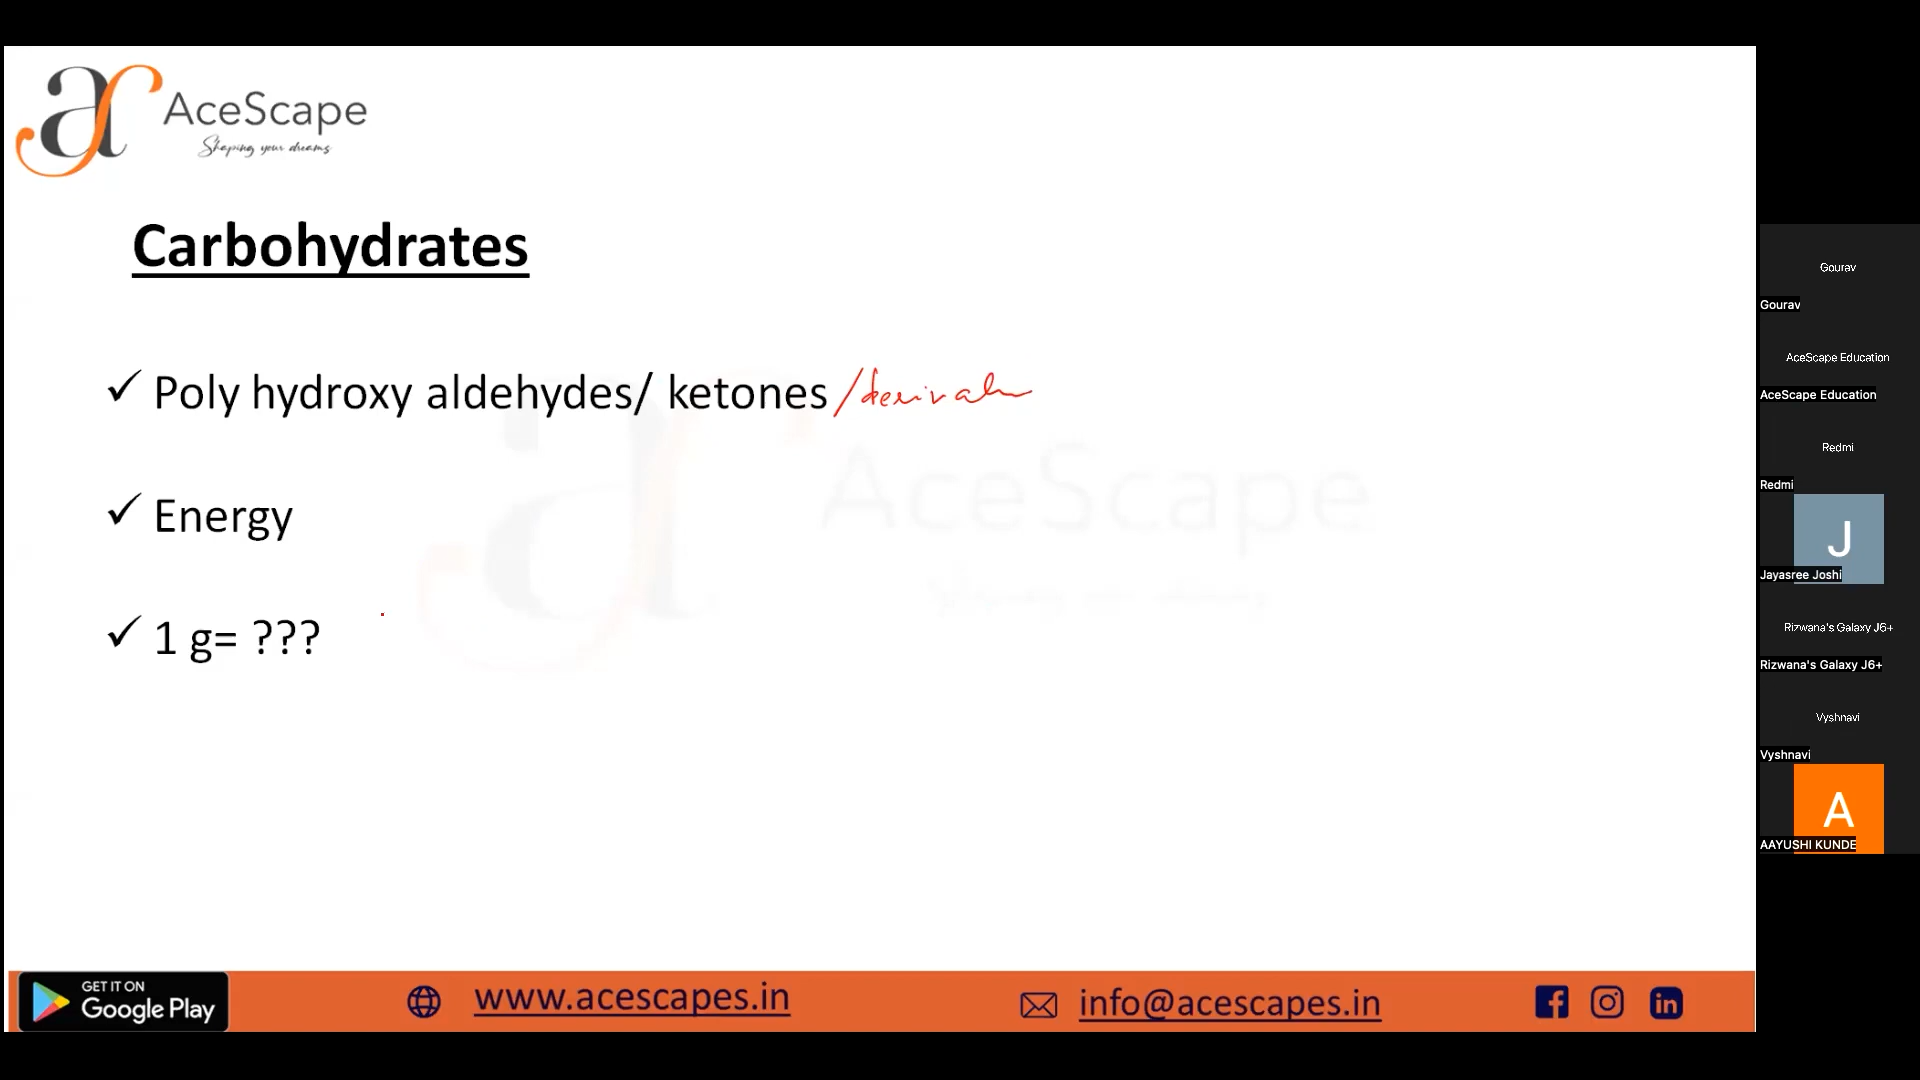 AceScape
Shaping your dreams
Carbohydrates
✓ Poly hydroxy aldehydes/ ketones /
✓ Energy
✓ 1 g= ???
AceScape
GET IT ON
Google Play
www.acescapes.in
info@acescapes.in
Gourav
Gourav
AceScape Education
AceScape Education
Redmi
Redmi
J
Jayasree Joshi
Rizwana's Galaxy J6+
Rizwana's Galaxy J6+
Vyshnavi
Vyshnavi
A
AAYUSHI KUNDE